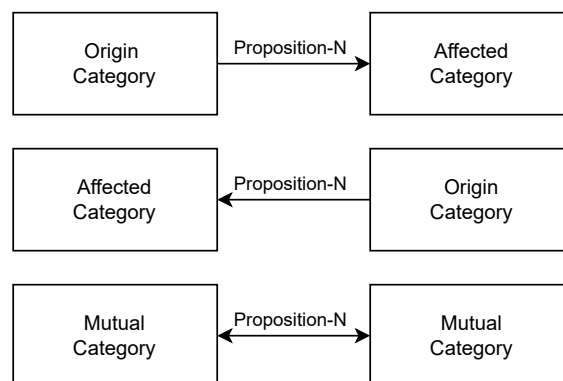 Origin
Category
Proposition-N
Affected
Category
Affected
Category
Proposition-N
Origin
Category
Mutual
Category
Proposition-N
Mutual
Category